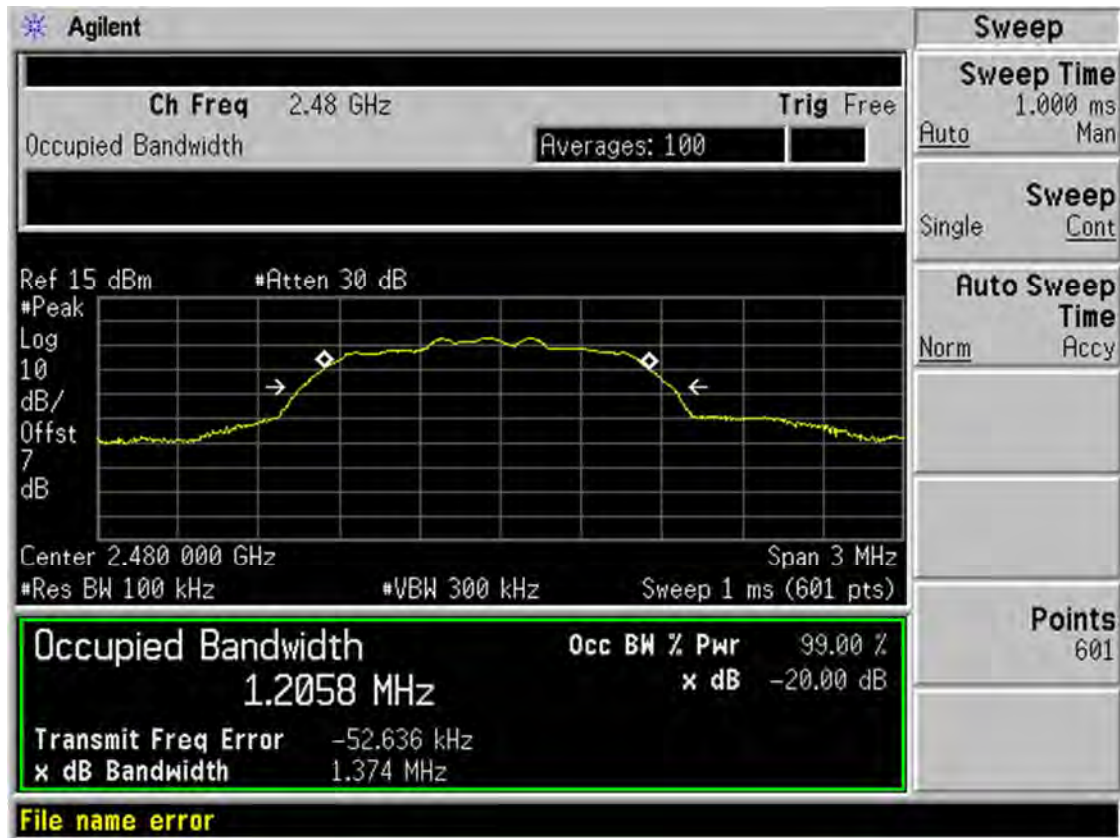 Agilent
Ch Freq 2.48 GHz Trig Free
Occupied Bandwidth Averages: 100
Ref 15 dBm #Atten 30 dB
#Peak
Log
10
dB/
Offst
7
dB
Center 2.480 000 GHz Span 3 MHz
#Res BW 100 kHz #VBW 300 kHz Sweep 1 ms (601 pts)
Occupied Bandwidth
1.2058 MHz
Occ BW % Pwr 99.00 %
x dB -20.00 dB
Transmit Freq Error -52.636 kHz
x dB Bandwidth 1.374 MHz
File name error
Sweep
Sweep Time
1.000 ms
Auto Man
Sweep
Single Cont
Auto Sweep
Time
Norm Accy
Points
601